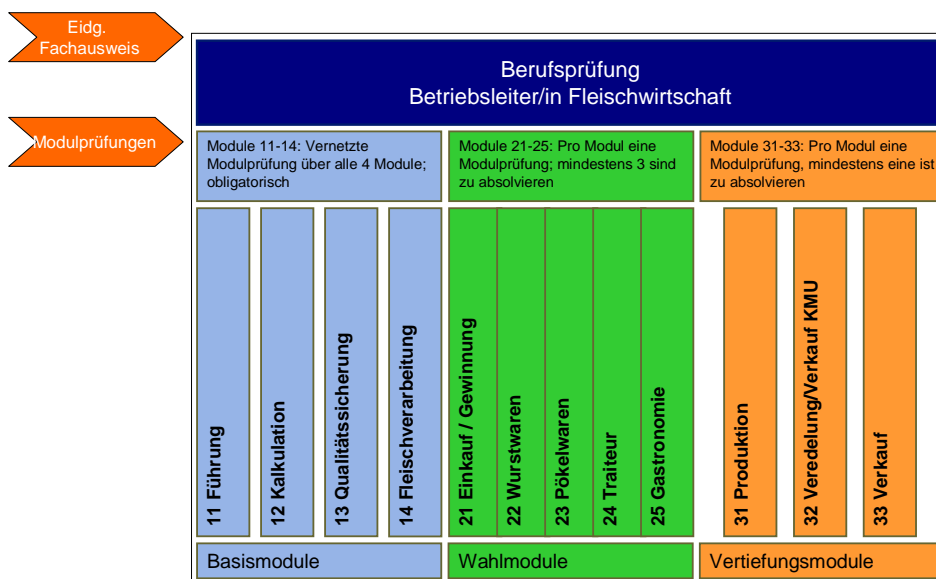 Eidg.
Fachausweis
Berufsprüfung
Betriebsleiter/in Fleischwirtschaft
Modulprüfungen
Module 11-14: Vernetzte
Modulprüfung über alle 4 Module;
obligatorisch
Module 21-25: Pro Modul eine
Modulprüfung; mindestens 3 sind
zu absolvieren
Module 31-33: Pro Modul eine
Modulprüfung, mindestens eine ist
zu absolvieren
11 Führung
12 Kalkulation
13 Qualitätssicherung
14 Fleischverarbeitung
21 Einkauf / Gewinnung
22 Wurstwaren
23 Pökelwaren
24 Traiteur
25 Gastronomie
31 Produktion
32 Veredelung/Verkauf KMU
33 Verkauf
Basismodule
Wahlmodule
Vertiefungsmodule